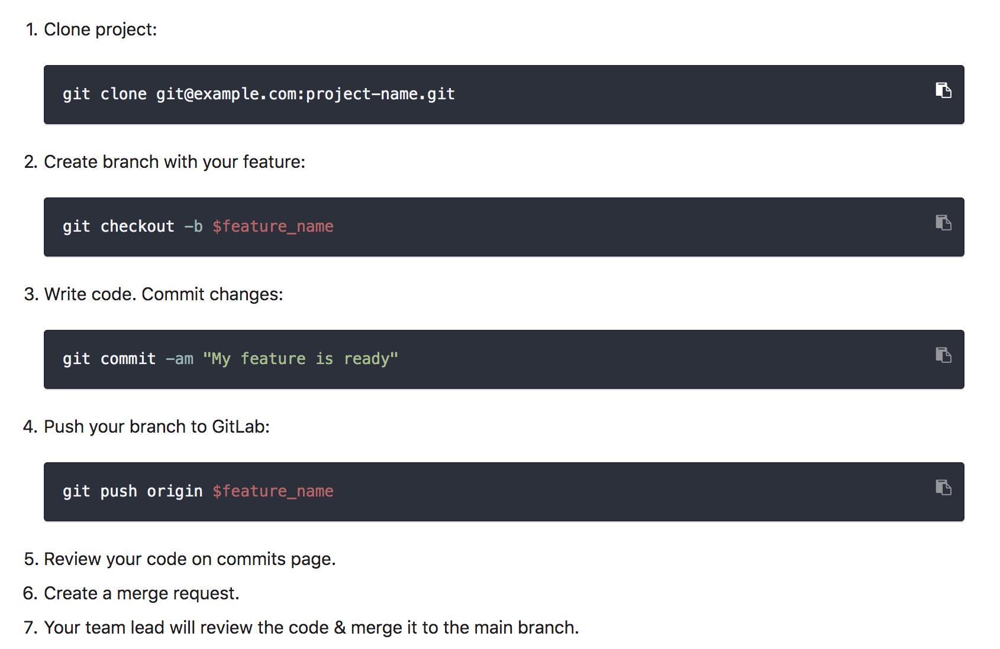 1. Clone project:
git clone git@example.com:project-name.git
2. Create branch with your feature:
git checkout -b $feature_name
3. Write code. Commit changes:
git commit -am "My feature is ready"
4. Push your branch to GitLab:
git push origin $feature_name
5. Review your code on commits page.
6. Create a merge request.
7. Your team lead will review the code & merge it to the main branch.